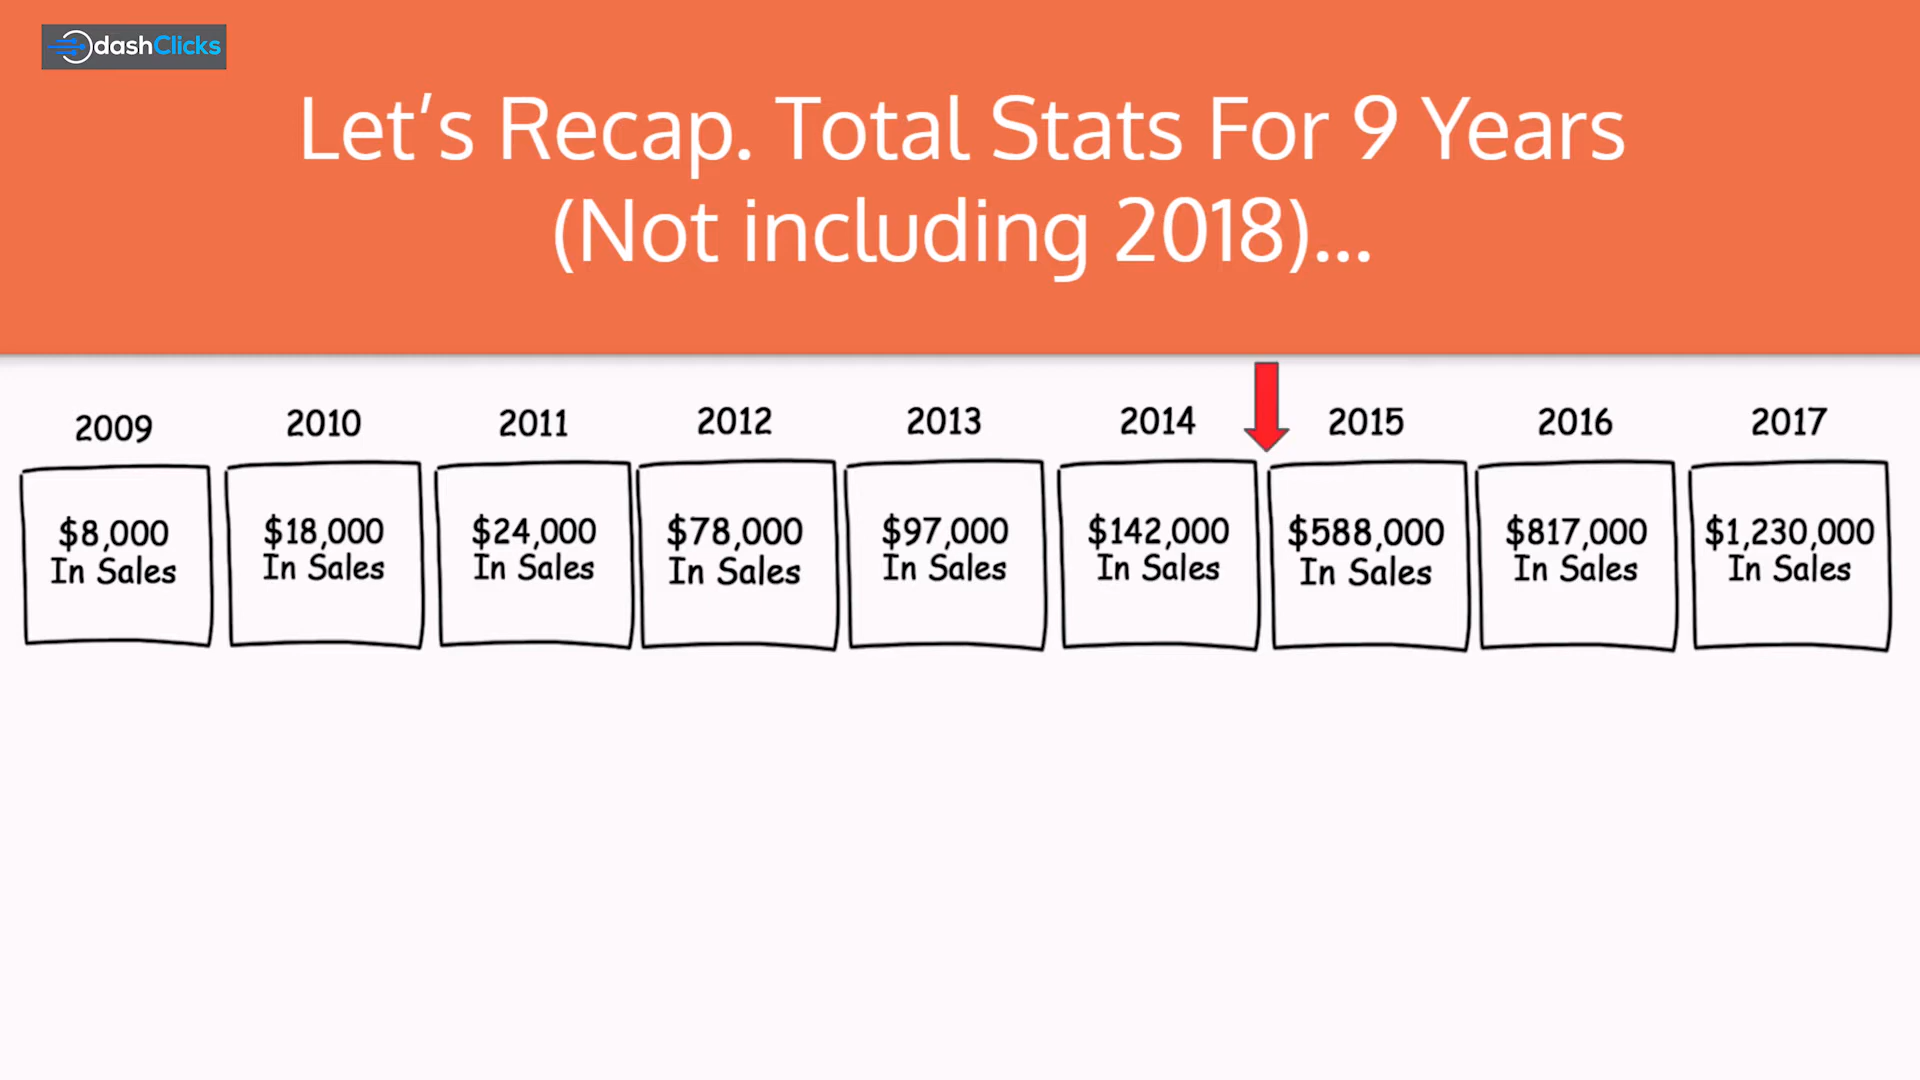 dashClicks
Let’s Recap. Total Stats For 9 Years
(Not including 2018)...
2009
$8,000
In Sales
2010
$18,000
In Sales
2011
$24,000
In Sales
2012
$78,000
In Sales
2013
$97,000
In Sales
2014
$142,000
In Sales
2015
$588,000
In Sales
2016
$817,000
In Sales
2017
$1,230,000
In Sales